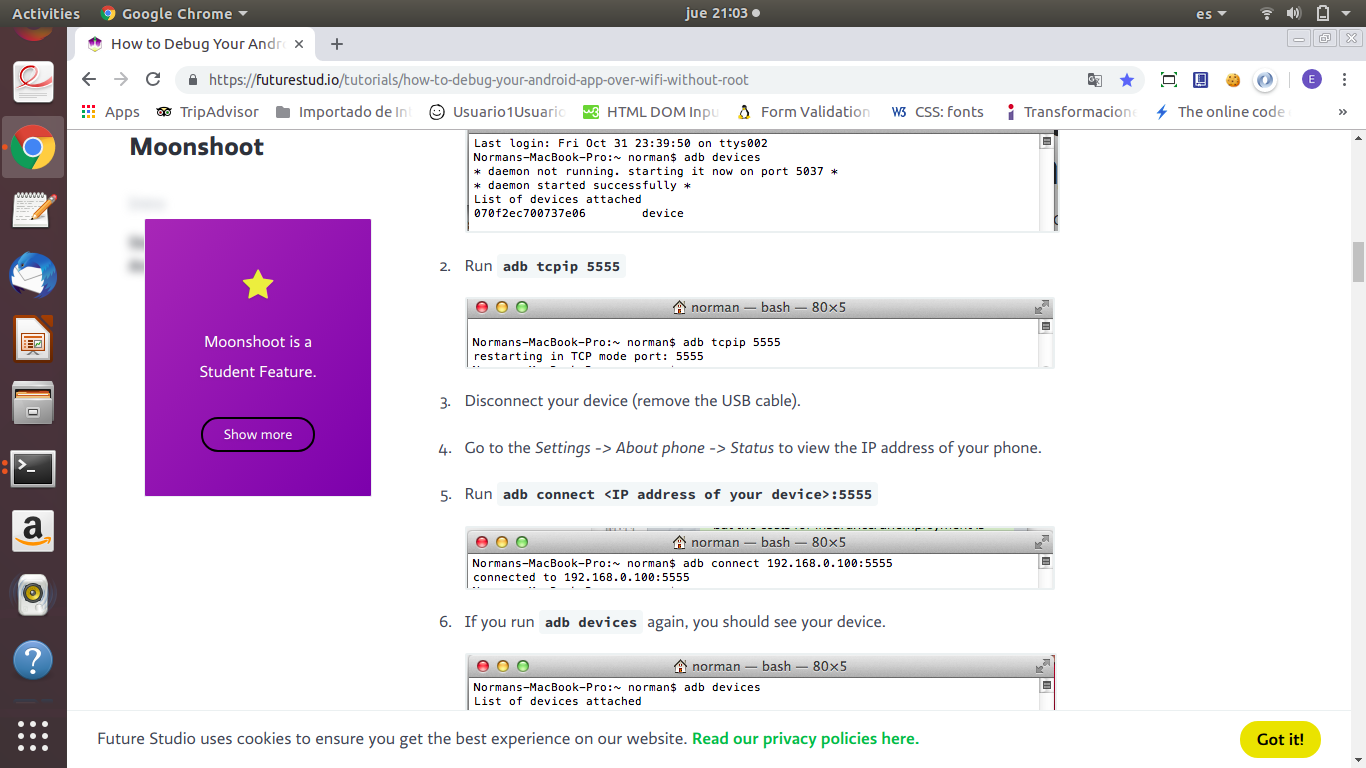 Activities
Google Chrome
jue 21:03
es
How to Debug Your Andr
https://futurestud.io/tutorials/how-to-debug-your-android-app-over-wifi-without-root
E
Apps
TripAdvisor
Importado de In
Usuario1Usuario
HTML DOM Inpu
Form Validation
W3 CSS: fonts
Transformacione
The online code
»
Moonshoot
Moonshoot is a
Student Feature.
Show more
Last login: Fri Oct 31 23:39:50 on ttys002
Normans-MacBook-Pro:~ norman$ adb devices
* daemon not running. starting it now on port 5037 *
* daemon started successfully *
List of devices attached
070f2ec700737e06 device
2. Run adb tcpip 5555
norman — bash — 80×5
Normans-MacBook-Pro:~ norman$ adb tcpip 5555
restarting in TCP mode port: 5555
3. Disconnect your device (remove the USB cable).
4. Go to the Settings -> About phone -> Status to view the IP address of your phone.
5. Run adb connect <IP address of your device>:5555
norman — bash — 80×5
Normans-MacBook-Pro:~ norman$ adb connect 192.168.0.100:5555
connected to 192.168.0.100:5555
6. If you run adb devices again, you should see your device.
norman — bash — 80×5
Normans-MacBook-Pro:~ norman$ adb devices
List of devices attached
Future Studio uses cookies to ensure you get the best experience on our website. Read our privacy policies here.
Got it!